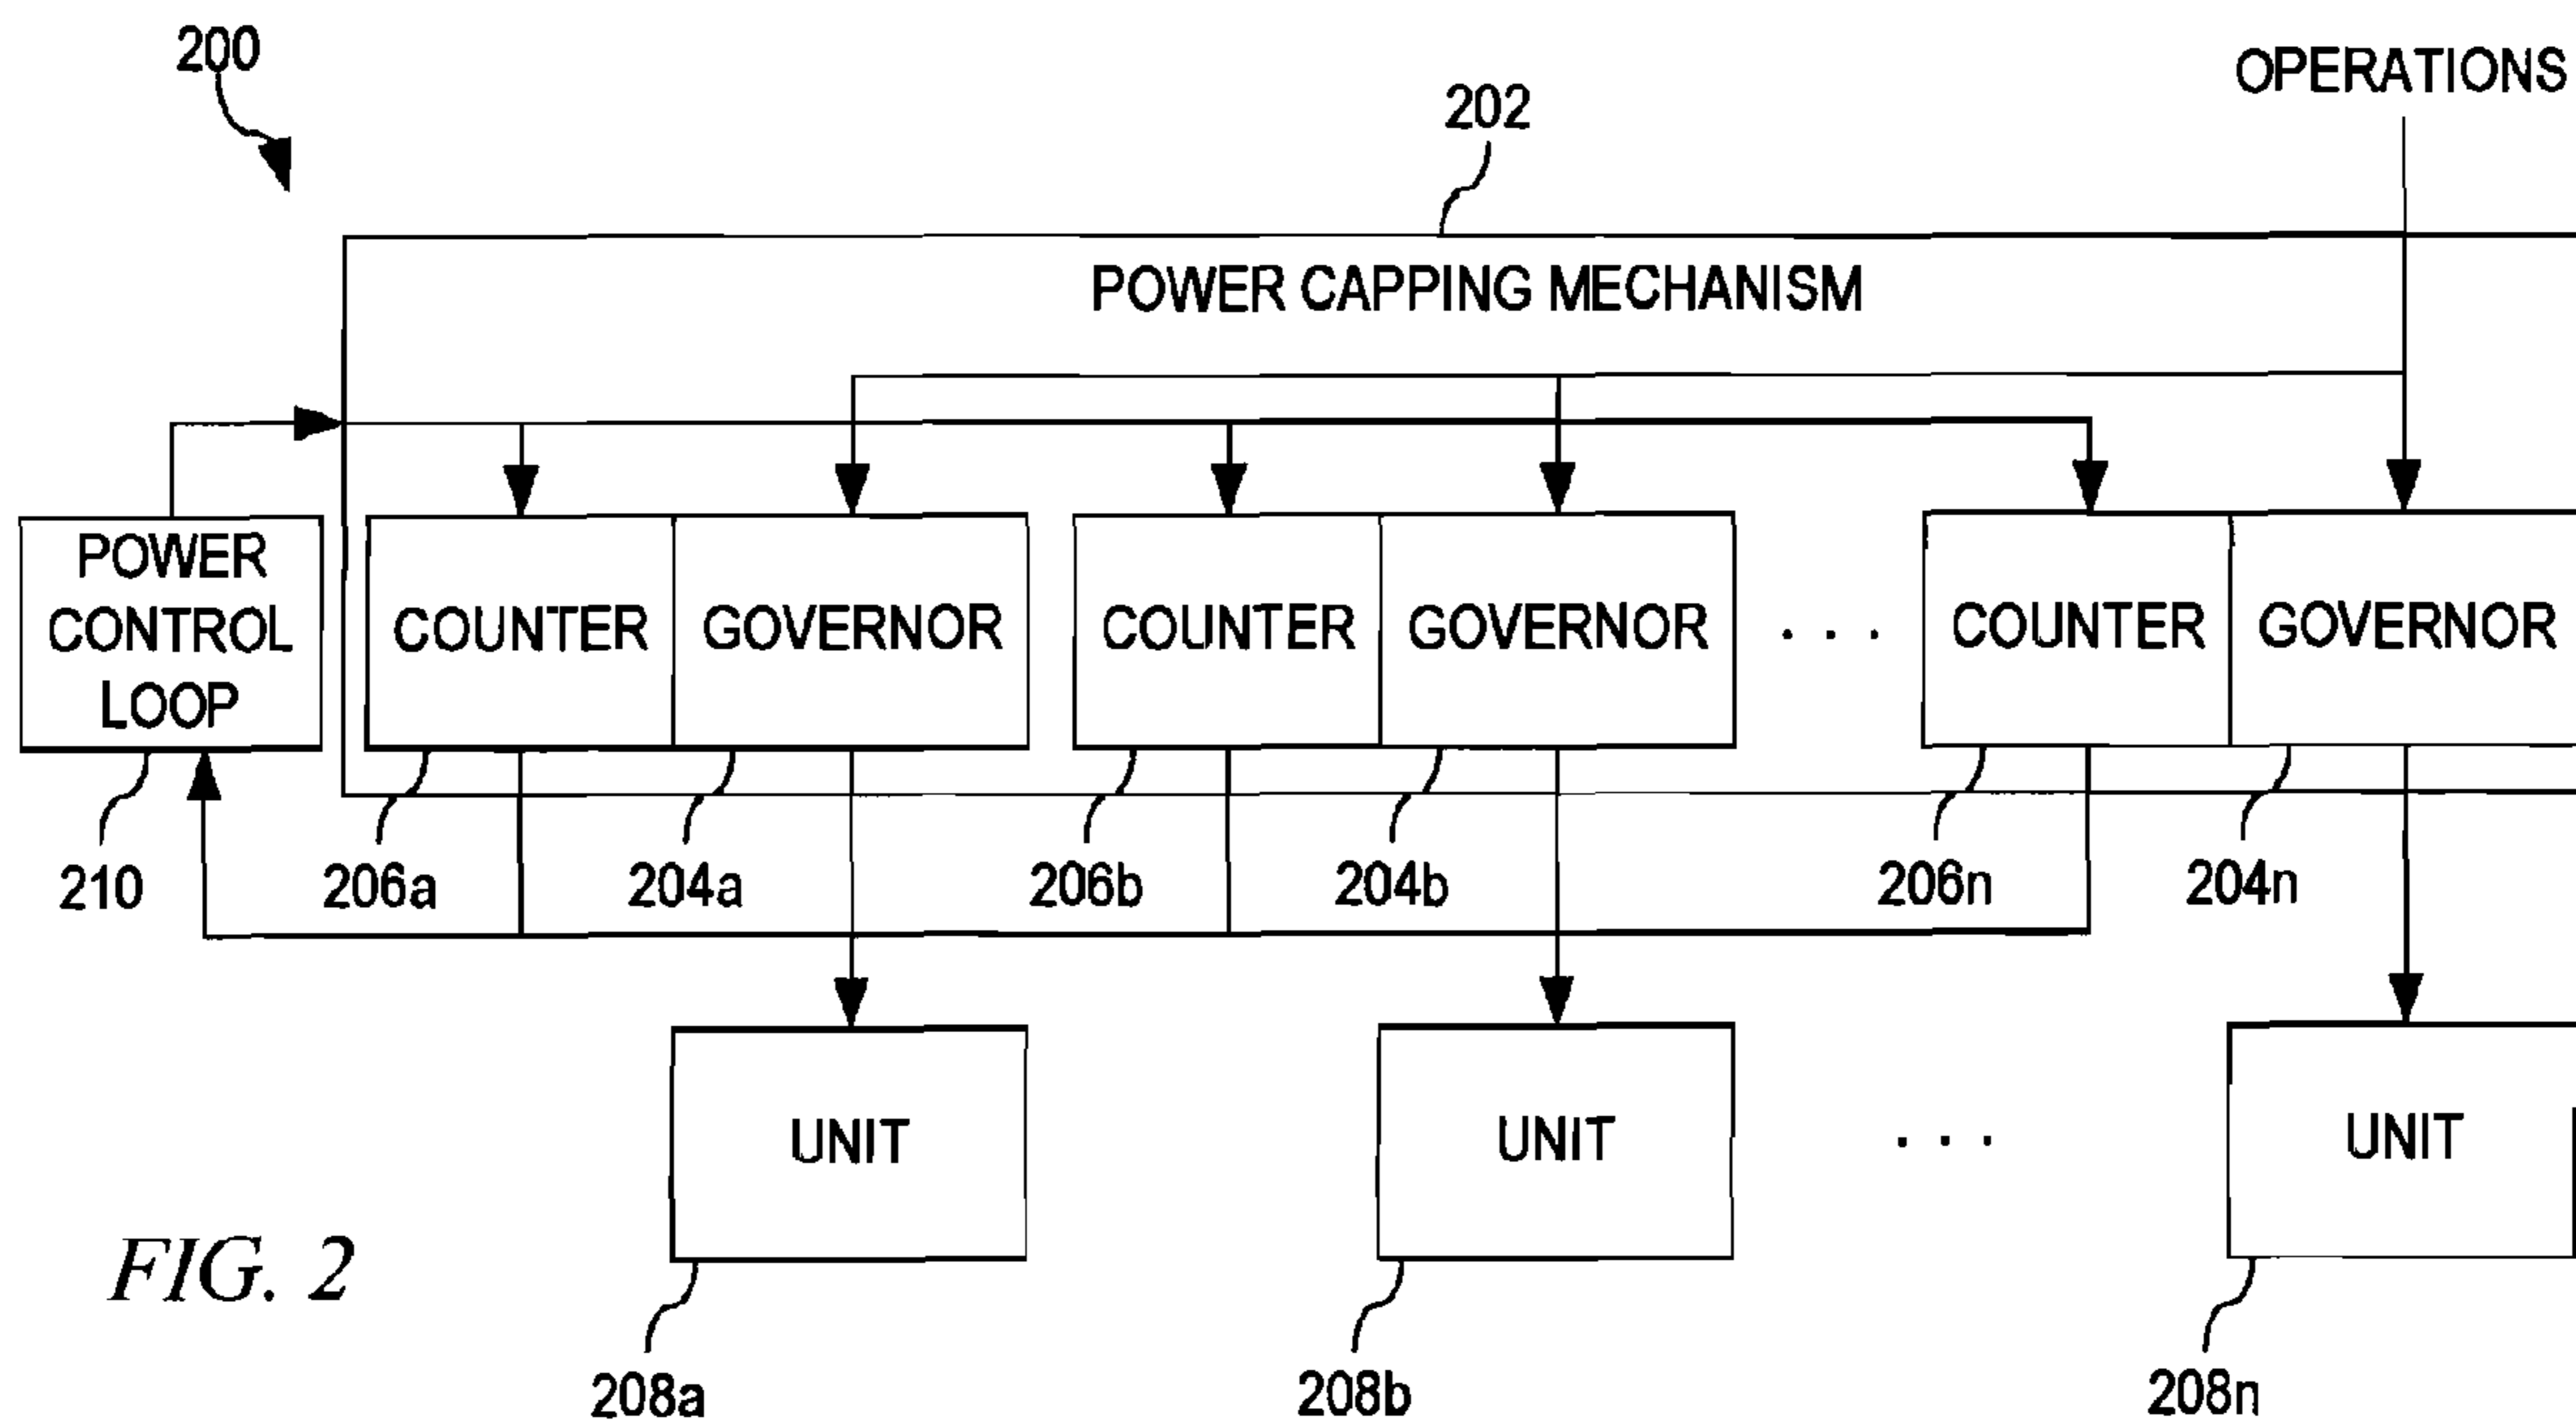 200
OPERATIONS
202
POWER CAPPING MECHANISM
POWER
CONTROL
LOOP
COUNTER
GOVERNOR
COUNTER
GOVERNOR
. . .
COUNTER
GOVERNOR
210
206a
204a
206b
204b
206n
204n
UNIT
UNIT
. . .
UNIT
FIG. 2
208a
208b
208n